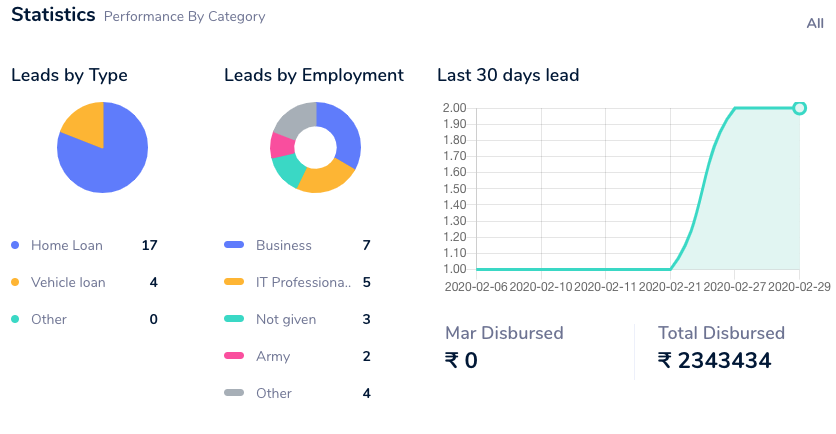 Statistics Performance By Category
All
Leads by Type
Home Loan 17
Vehicle loan 4
Other 0
Leads by Employment
Business 7
IT Professiona.. 5
Not given 3
Army 2
Other 4
Last 30 days lead
2.00
1.90
1.80
1.70
1.60
1.50
1.40
1.30
1.20
1.10
1.00
2020-02-06 2020-02-10 2020-02-11 2020-02-21 2020-02-27 2020-02-29
Mar Disbursed
₹ 0
Total Disbursed
₹ 2343434